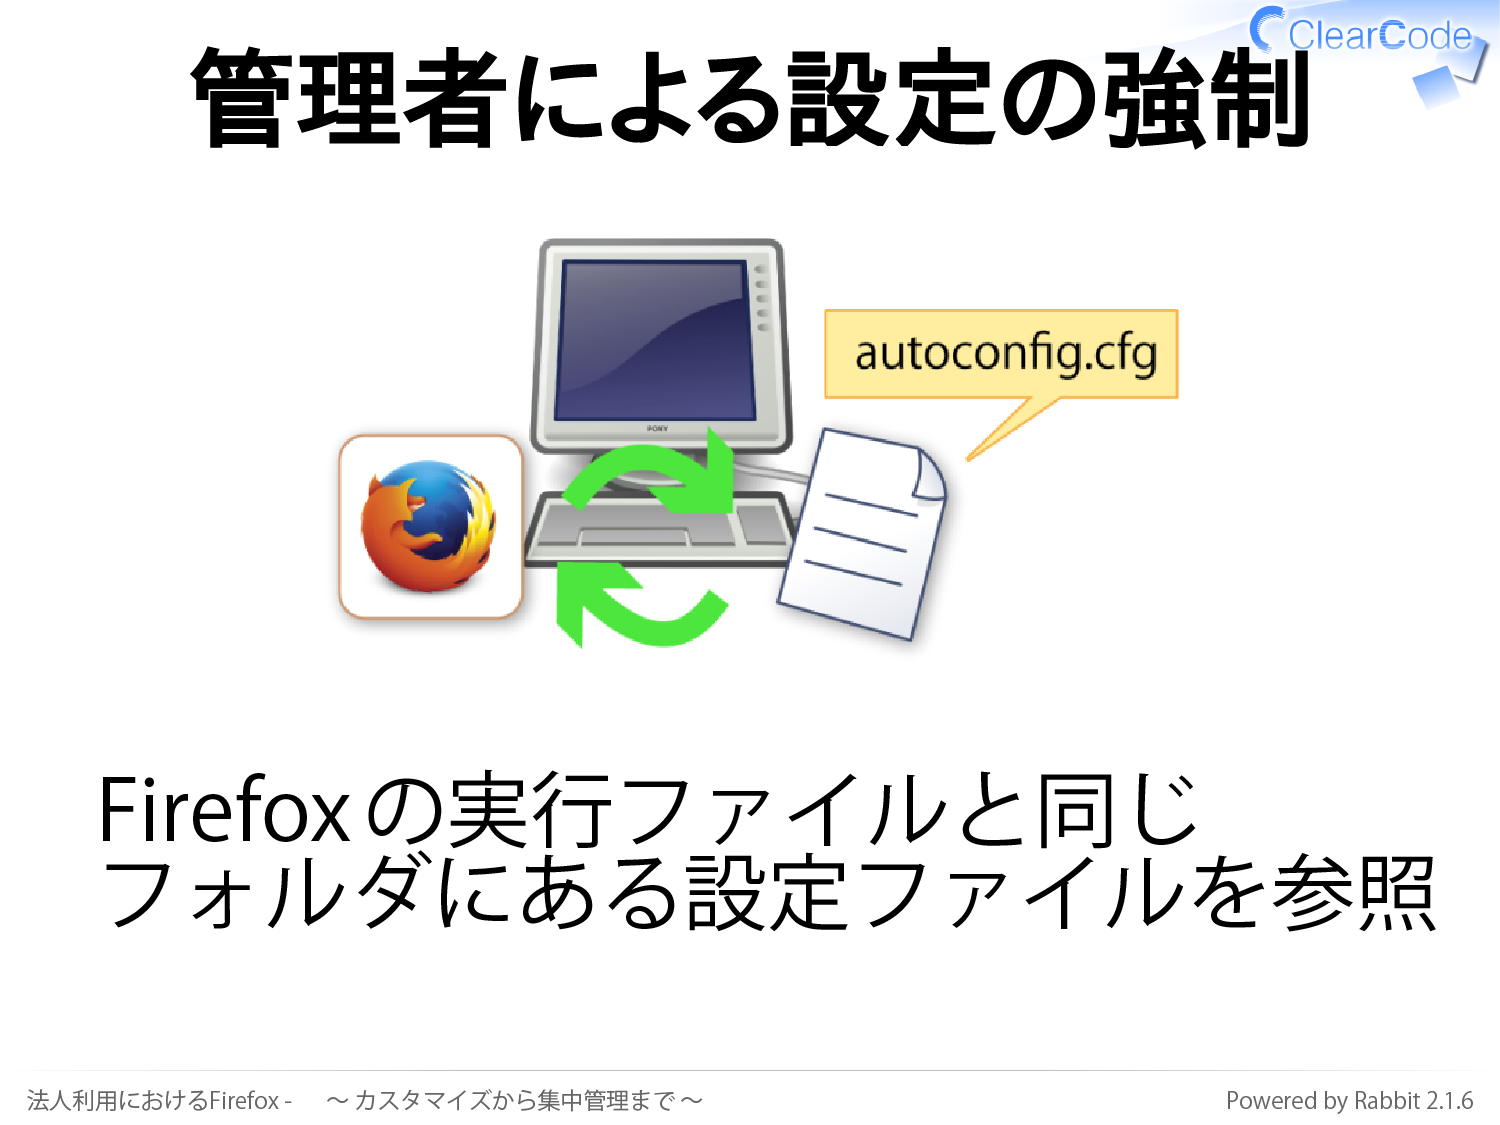 ClearCode
管理者による設定の強制
autoconfig.cfg
PONY
Firefoxの実行ファイルと同じ
フォルダにある設定ファイルを参照
法人利用におけるFirefox - 〜 カスタマイズから集中管理まで 〜
Powered by Rabbit 2.1.6